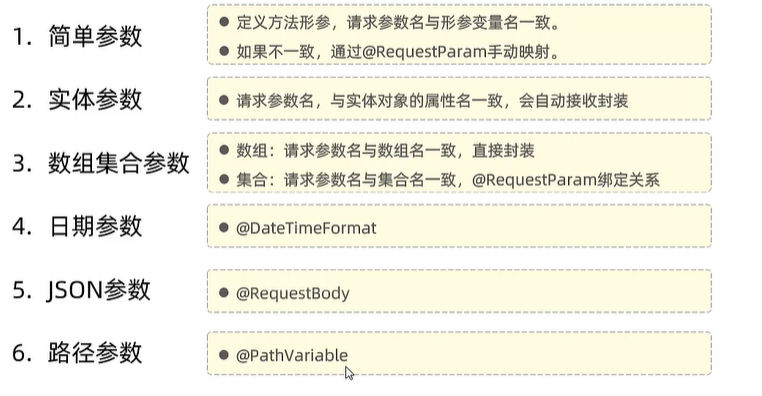 1. 简单参数
● 定义方法形参，请求参数名与形参变量名一致。
● 如果不一致，通过@RequestParam手动映射。
2. 实体参数
● 请求参数名，与实体对象的属性名一致，会自动接收封装
3. 数组集合参数
● 数组：请求参数名与数组名一致，直接封装
● 集合：请求参数名与集合名一致，@RequestParam绑定关系
4. 日期参数
● @DateTimeFormat
5. JSON参数
● @RequestBody
6. 路径参数
● @PathVariable